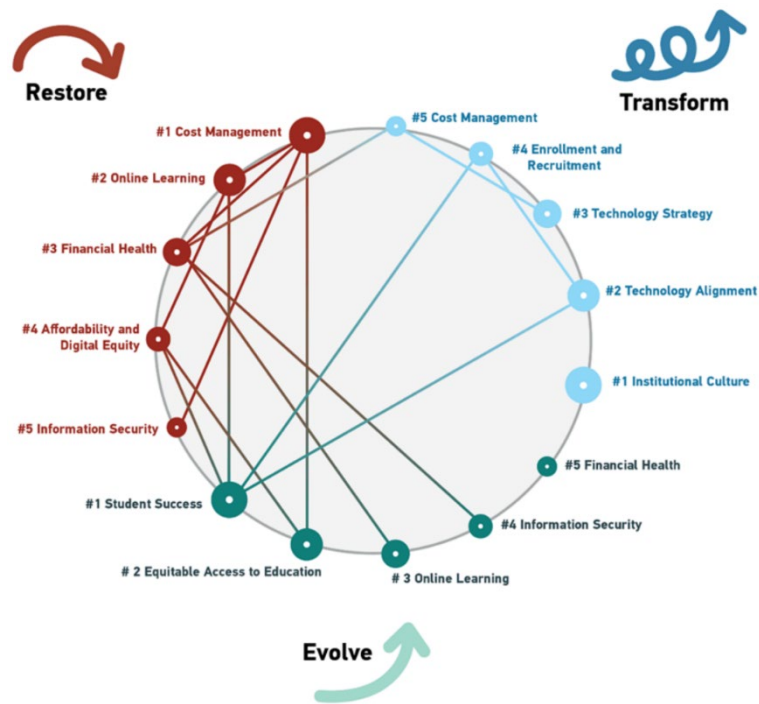 Restore
Transform
#1 Cost Management
#2 Online Learning
#3 Financial Health
#4 Affordability and
Digital Equity
#5 Information Security
#5 Cost Management
#4 Enrollment and
Recruitment
#3 Technology Strategy
#2 Technology Alignment
#1 Institutional Culture
#5 Financial Health
#4 Information Security
# 3 Online Learning
# 2 Equitable Access to Education
#1 Student Success
Evolve